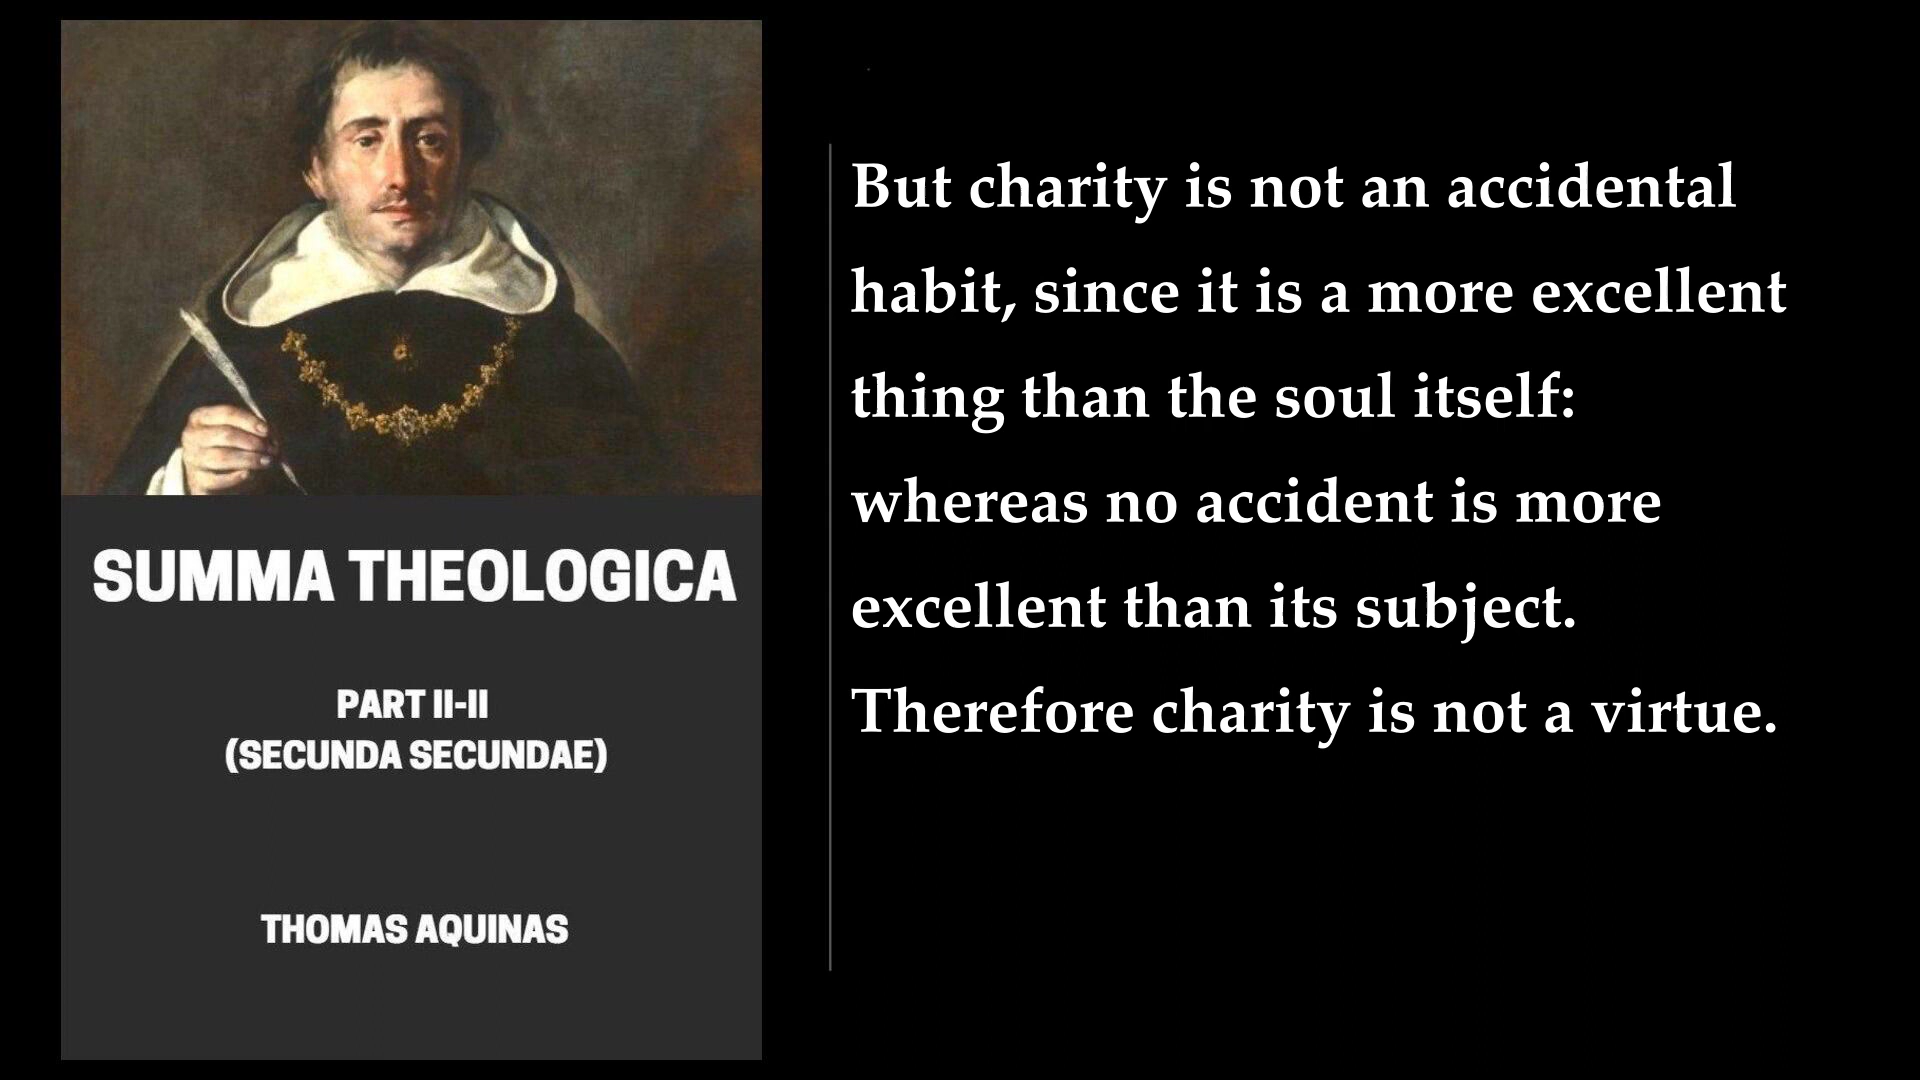 SUMMA THEOLOGICA
PART II-II
(SECUNDA SECUNDAE)
THOMAS AQUINAS
But charity is not an accidental
habit, since it is a more excellent
thing than the soul itself:
whereas no accident is more
excellent than its subject.
Therefore charity is not a virtue.